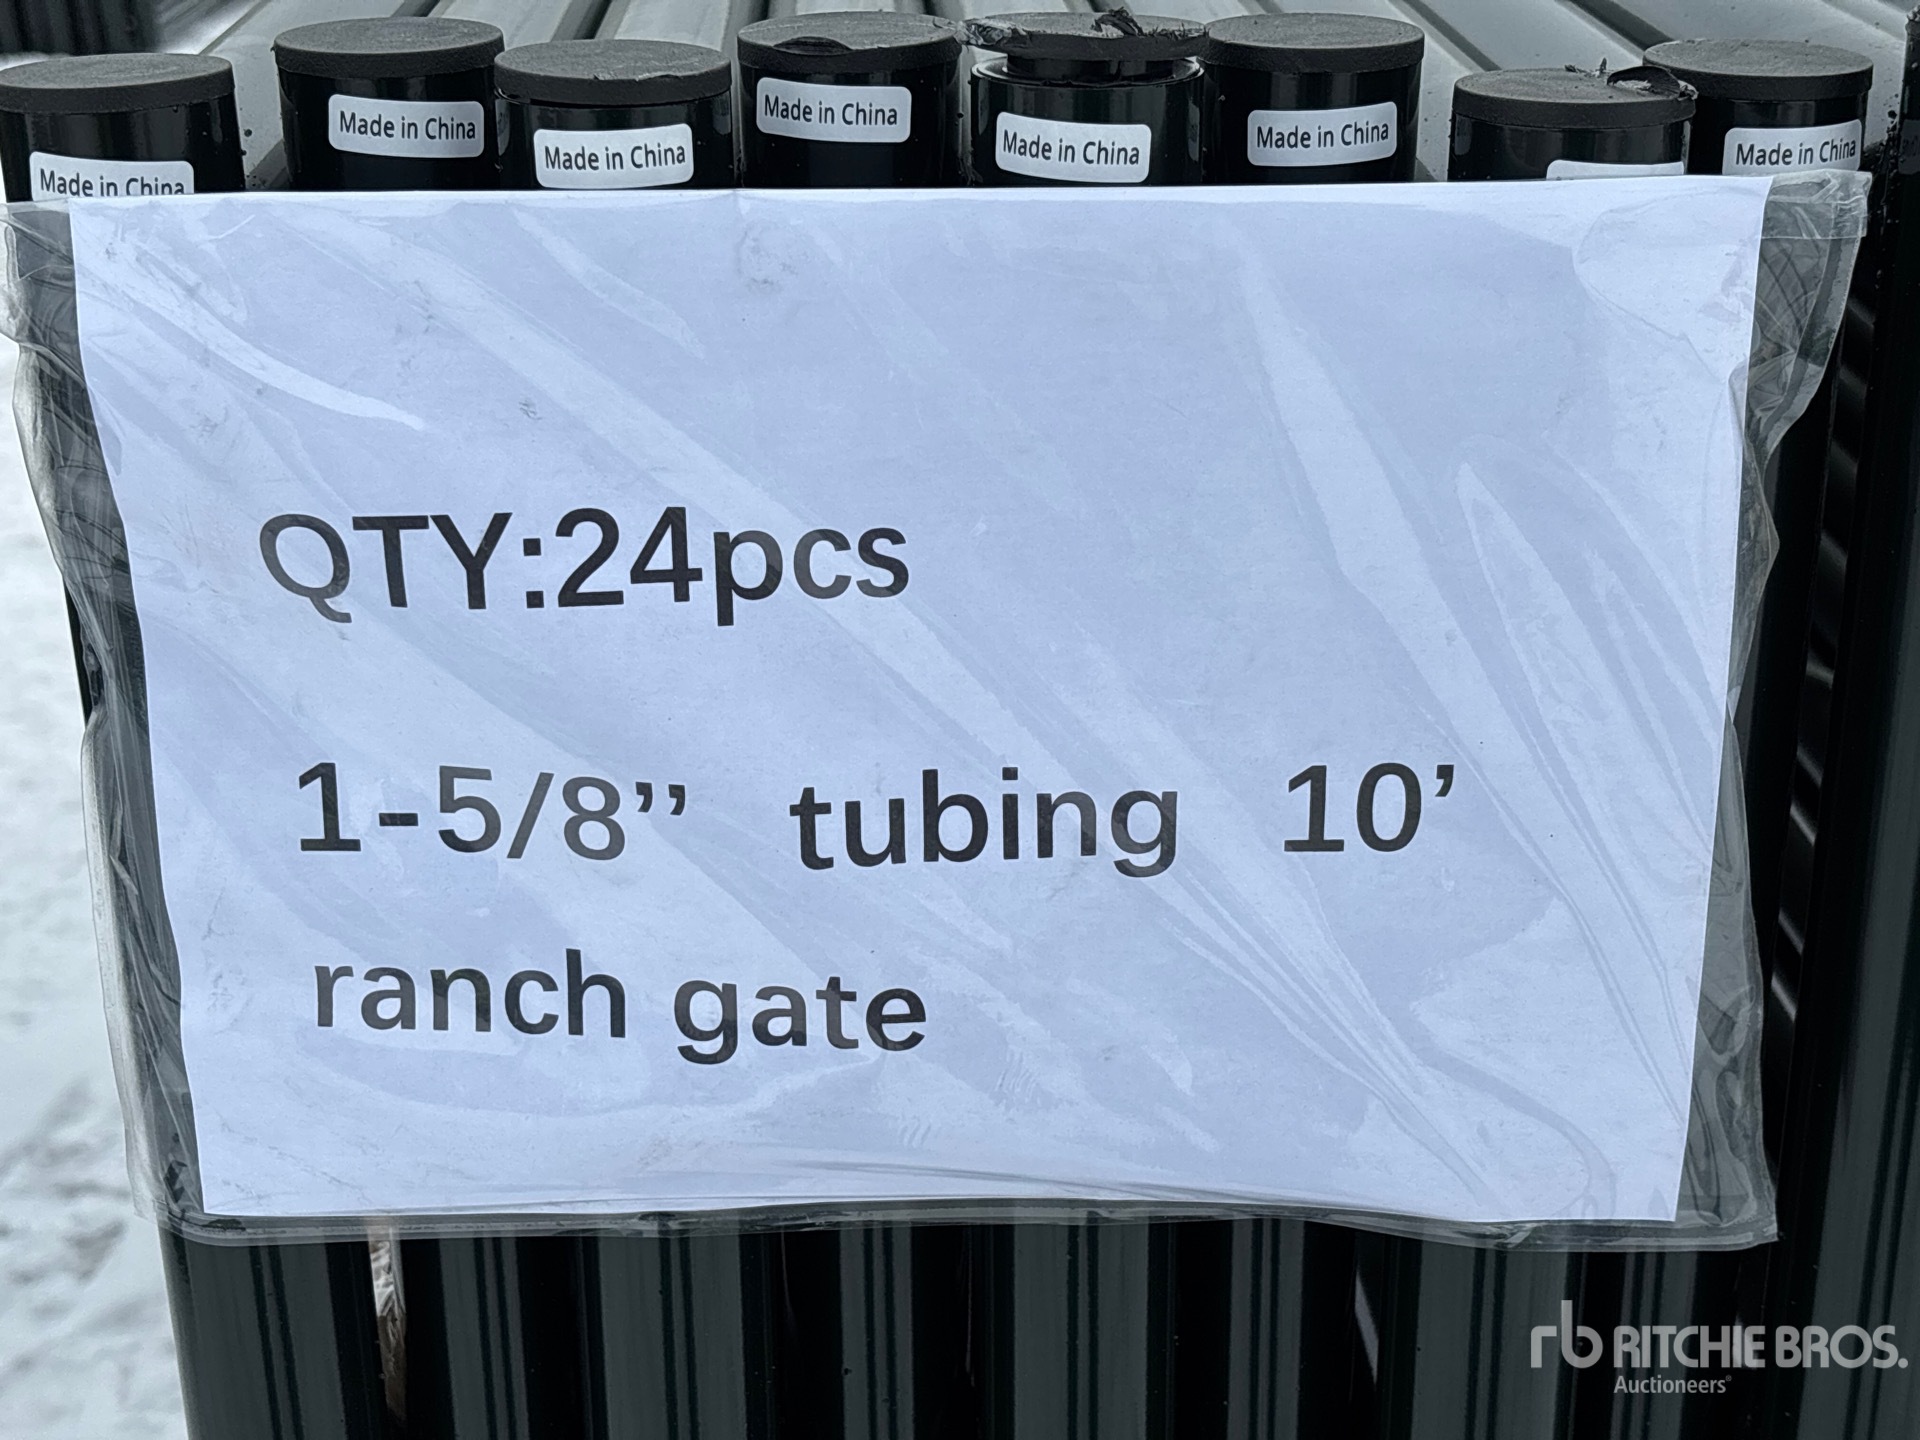 Made in China
Made in China
Made in China
Made in China
Made in China
Made in China
Made in China
QTY:24pcs
1-5/8” tubing 10’
ranch gate
rb RITCHIE BROS.
Auctioneers®